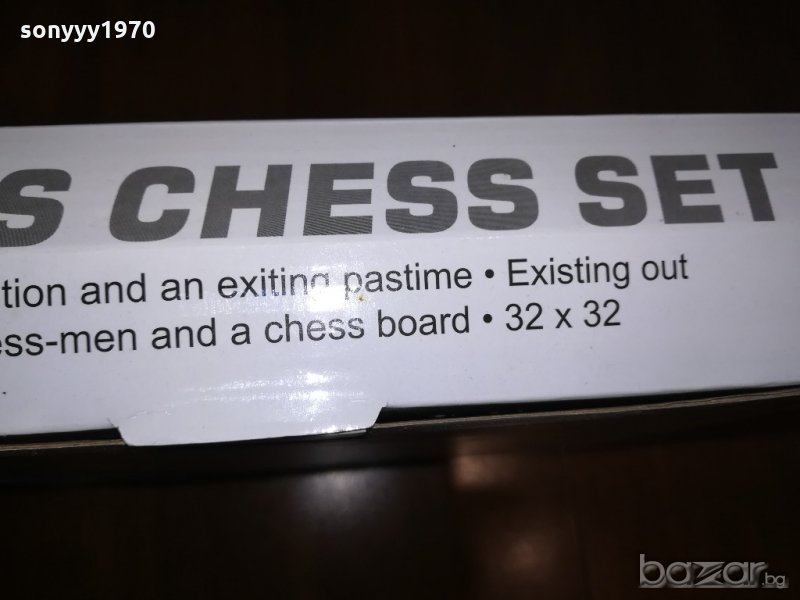 sonyyy1970
S CHESS SET
tion and an exiting pastime • Existing out
ess-men and a chess board • 32 x 32
bazar.bg